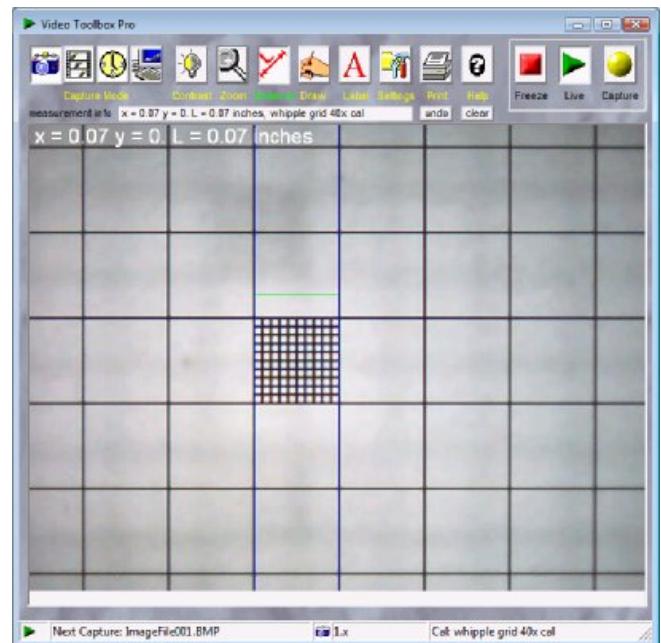 Video Toolbox Pro
Capture Mode Contrast Zoom Draw Label Settings Print Help Freeze Live Capture
measurement info x = 0.07 y = 0. L = 0.07 inches, whipple grid 40x cal undo clear
x = 0.07 y = 0. L = 0.07 inches
Next Capture: ImageFile001.BMP 1.x Cal: whipple grid 40x cal